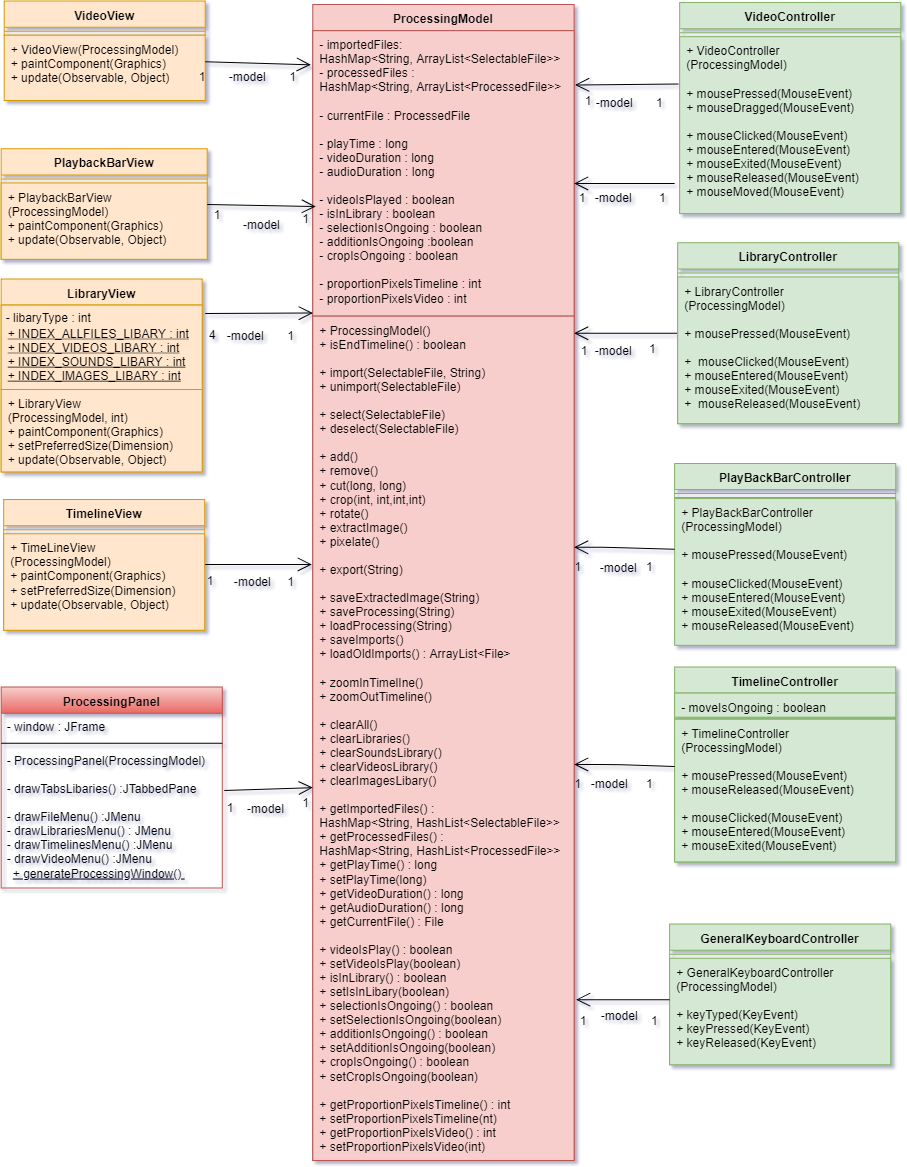 VideoView
+ VideoView(ProcessingModel)
+ paintComponent(Graphics)
+ update(Observable, Object)
1
-model
1
PlaybackBarView
+ PlaybackBarView
(ProcessingModel)
+ paintComponent(Graphics)
+ update(Observable, Object)
1
-model
1
LibraryView
- libaryType : int
+ INDEX_ALLFILES_LIBARY : int
+ INDEX_VIDEOS_LIBARY : int
+ INDEX_SOUNDS_LIBARY : int
+ INDEX_IMAGES_LIBARY : int
+ LibraryView
(ProcessingModel, int)
+ paintComponent(Graphics)
+ setPreferredSize(Dimension)
+ update(Observable, Object)
4
-model
1
TimelineView
+ TimeLineView
(ProcessingModel)
+ paintComponent(Graphics)
+ setPreferredSize(Dimension)
+ update(Observable, Object)
1
-model
1
ProcessingPanel
- window : JFrame
- ProcessingPanel(ProcessingModel)
- drawTabsLibaries() :JTabbedPane
- drawFileMenu() :JMenu
- drawLibrariesMenu() : JMenu
- drawTimelinesMenu() :JMenu
- drawVideoMenu() :JMenu
+ generateProcessingWindow()
1
-model
1
ProcessingModel
- importedFiles:
HashMap<String, ArrayList<SelectableFile>>
- processedFiles :
HashMap<String, ArrayList<ProcessedFile>>
- currentFile : ProcessedFile
- playTime : long
- videoDuration : long
- audioDuration : long
- videoIsPlayed : boolean
- isInLibrary : boolean
- selectionIsOngoing : boolean
- additionIsOngoing :boolean
- cropIsOngoing : boolean
- proportionPixelsTimeline : int
- proportionPixelsVideo : int
+ ProcessingModel()
+ isEndTimeline() : boolean
+ import(SelectableFile, String)
+ unimport(SelectableFile)
+ select(SelectableFile)
+ deselect(SelectableFile)
+ add()
+ remove()
+ cut(long, long)
+ crop(int, int,int,int)
+ rotate()
+ extractImage()
+ pixelate()
+ export(String)
+ saveExtractedImage(String)
+ saveProcessing(String)
+ loadProcessing(String)
+ saveImports()
+ loadOldImports() : ArrayList<File>
+ zoomInTimelIne()
+ zoomOutTimeline()
+ clearAll()
+ clearLibraries()
+ clearSoundsLibrary()
+ clearVideosLibrary()
+ clearImagesLibary()
+ getImportedFiles() :
HashMap<String, HashList<SelectableFile>>
+ getProcessedFiles() :
HashMap<String, HashList<ProcessedFile>>
+ getPlayTime() : long
+ setPlayTime(long)
+ getVideoDuration() : long
+ getAudioDuration() : long
+ getCurrentFile() : File
+ videoIsPlay() : boolean
+ setVideoIsPlay(boolean)
+ isInLibrary() : boolean
+ setIsInLibary(boolean)
+ selectionIsOngoing() : boolean
+ setSelectionIsOngoing(boolean)
+ additionIsOngoing() : boolean
+ setAdditionIsOngoing(boolean)
+ cropIsOngoing() : boolean
+ setCropIsOngoing(boolean)
+ getProportionPixelsTimeline() : int
+ setProportionPixelsTimeline(nt)
+ getProportionPixelsVideo() : int
+ setProportionPixelsVideo(int)
VideoController
+ VideoController
(ProcessingModel)
+ mousePressed(MouseEvent)
+ mouseDragged(MouseEvent)
+ mouseClicked(MouseEvent)
+ mouseEntered(MouseEvent)
+ mouseExited(MouseEvent)
+ mouseReleased(MouseEvent)
+ mouseMoved(MouseEvent)
1
-model
1
1
-model
1
LibraryController
+ LibraryController
(ProcessingModel)
+ mousePressed(MouseEvent)
+ mouseClicked(MouseEvent)
+ mouseEntered(MouseEvent)
+ mouseExited(MouseEvent)
+ mouseReleased(MouseEvent)
1
-model
1
PlayBackBarController
+ PlayBackBarController
(ProcessingModel)
+ mousePressed(MouseEvent)
+ mouseClicked(MouseEvent)
+ mouseEntered(MouseEvent)
+ mouseExited(MouseEvent)
+ mouseReleased(MouseEvent)
1
-model
1
TimelineController
- moveIsOngoing : boolean
+ TimelineController
(ProcessingModel)
+ mousePressed(MouseEvent)
+ mouseReleased(MouseEvent)
+ mouseClicked(MouseEvent)
+ mouseEntered(MouseEvent)
+ mouseExited(MouseEvent)
1
-model
1
GeneralKeyboardController
+ GeneralKeyboardController
(ProcessingModel)
+ keyTyped(KeyEvent)
+ keyPressed(KeyEvent)
+ keyReleased(KeyEvent)
1
-model
1